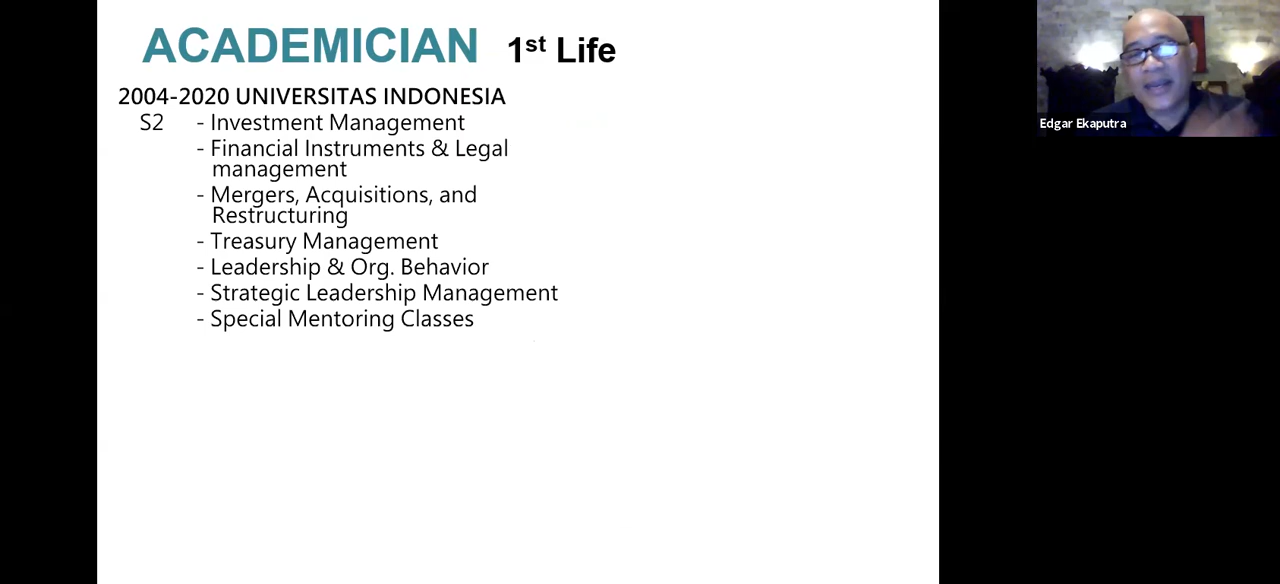 ACADEMICIAN 1st Life
2004-2020 UNIVERSITAS INDONESIA
S2 - Investment Management
- Financial Instruments & Legal
management
- Mergers, Acquisitions, and
Restructuring
- Treasury Management
- Leadership & Org. Behavior
- Strategic Leadership Management
- Special Mentoring Classes
Edgar Ekaputra